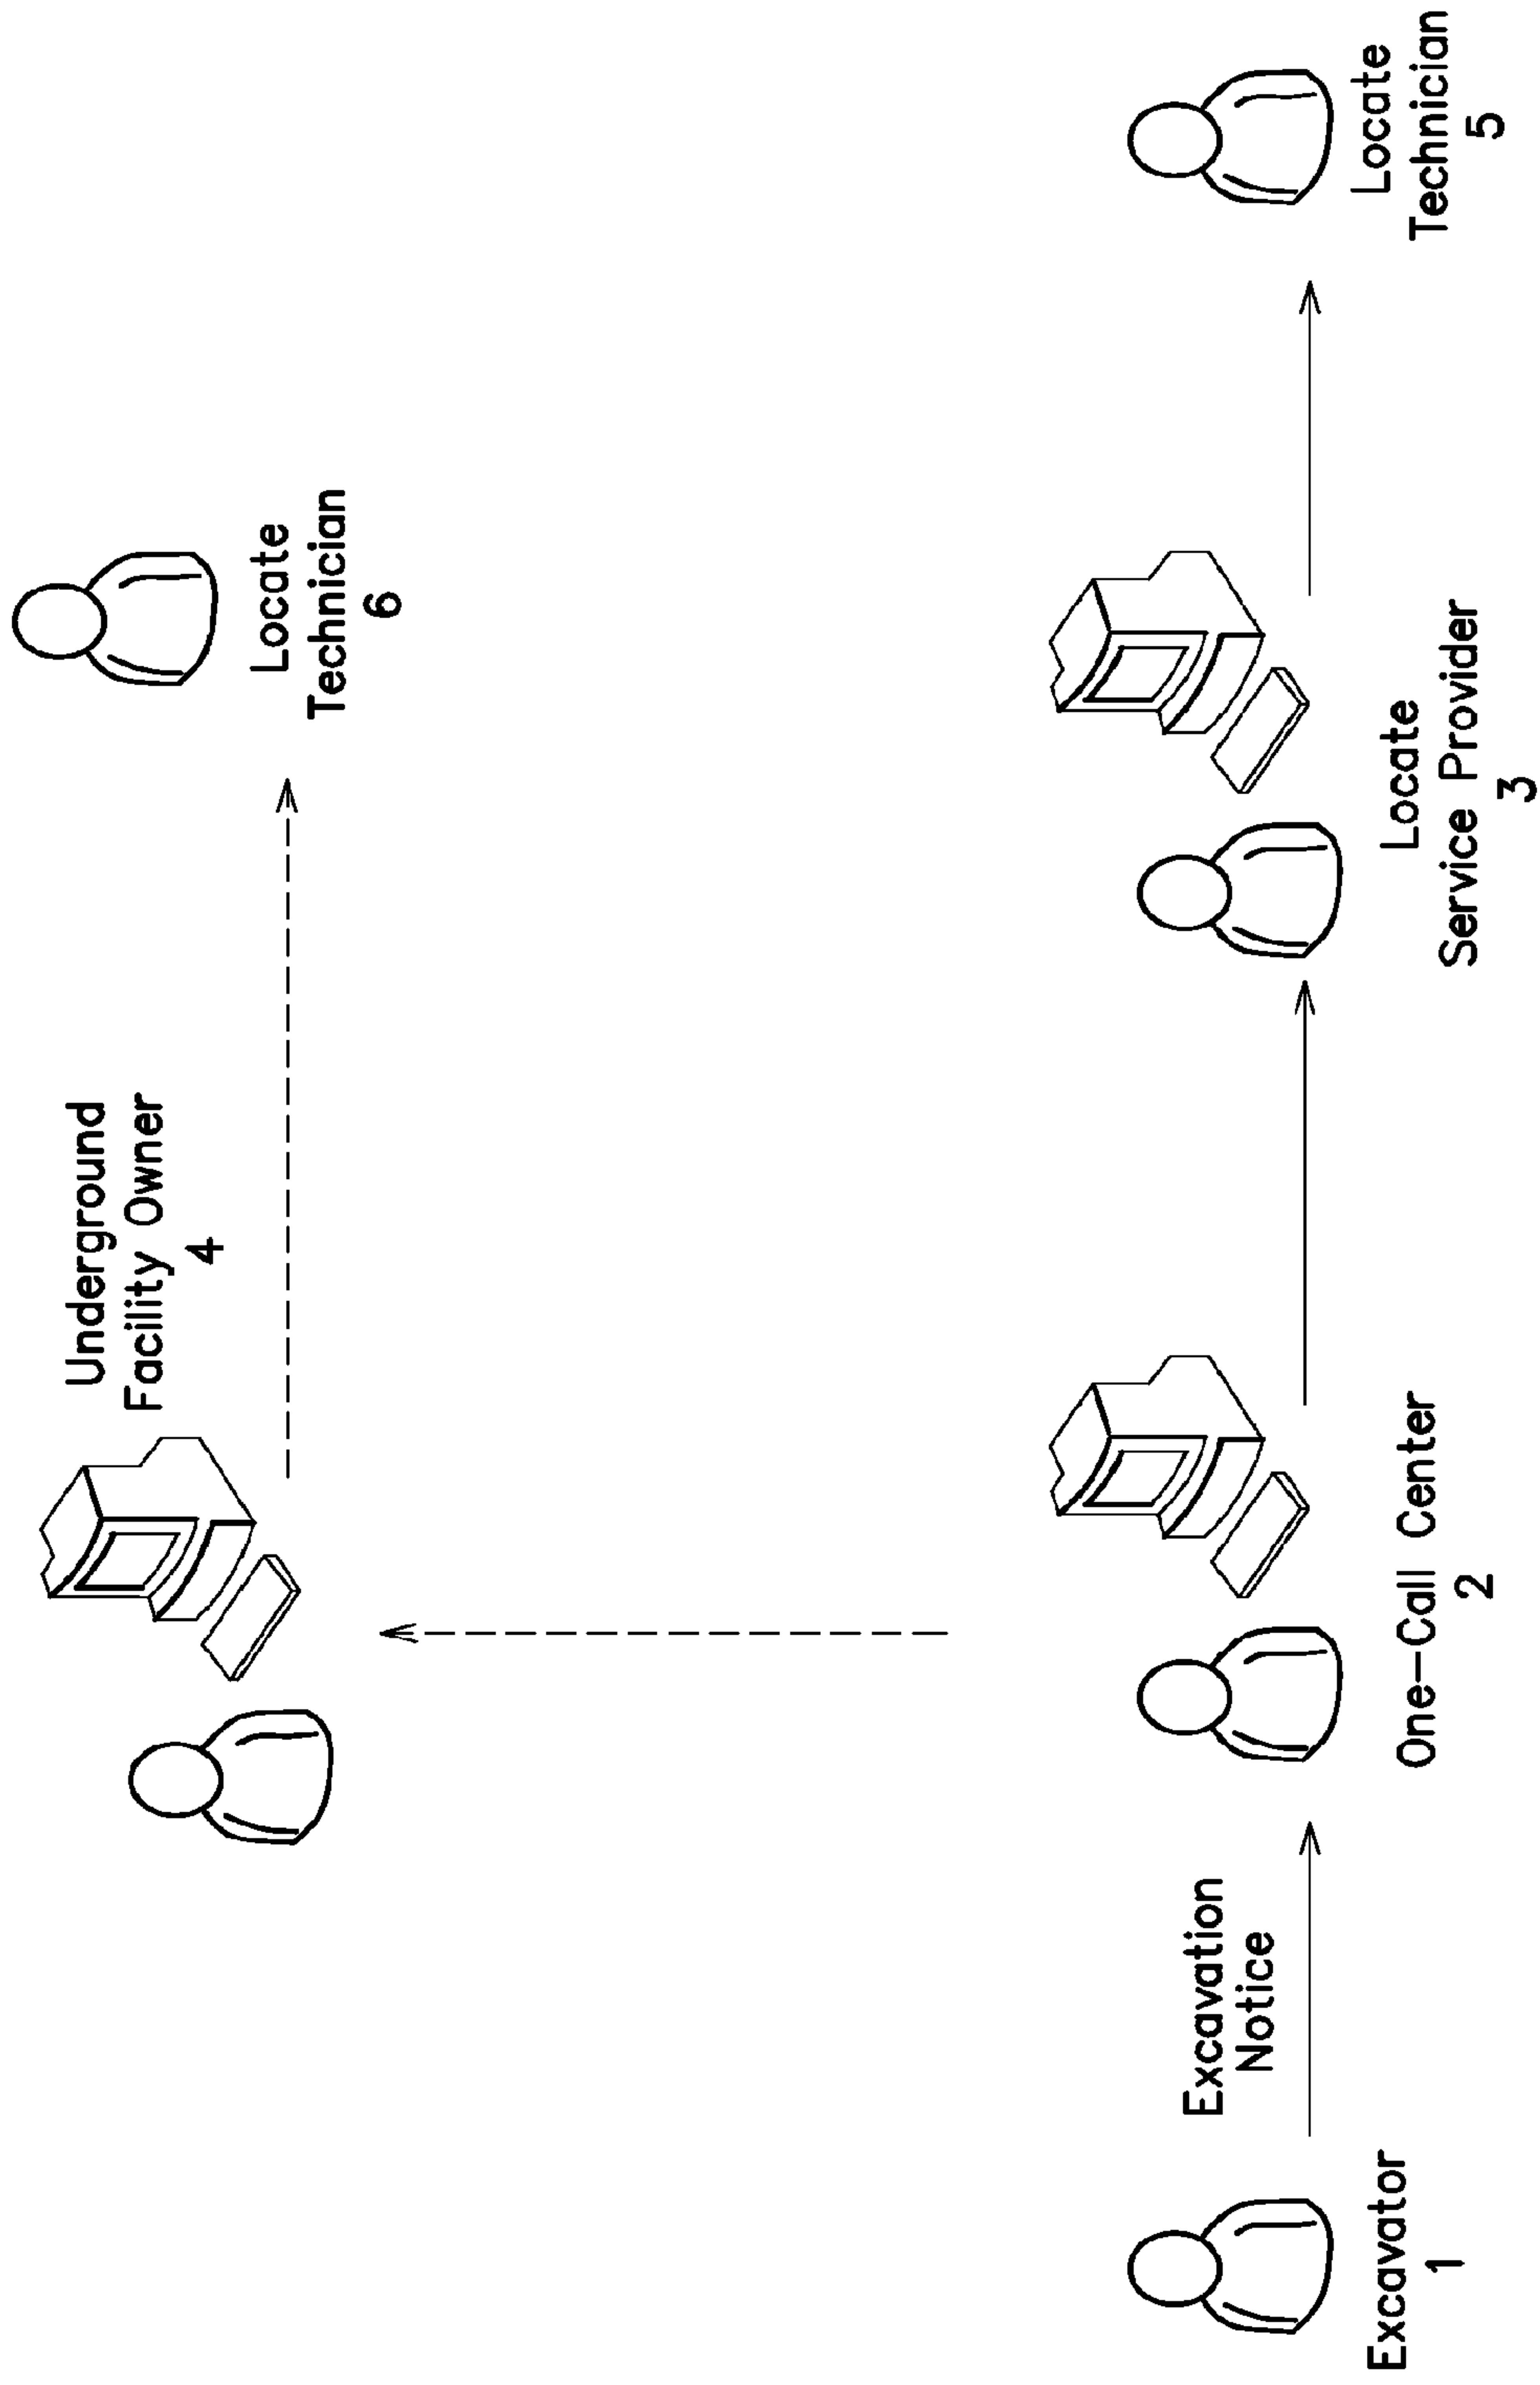 Underground
Facility Owner
4
Locate
Technician
6
Excavation
Notice
Excavator
1
One-Call Center
2
Locate
Service Provider
3
Locate
Technician
5